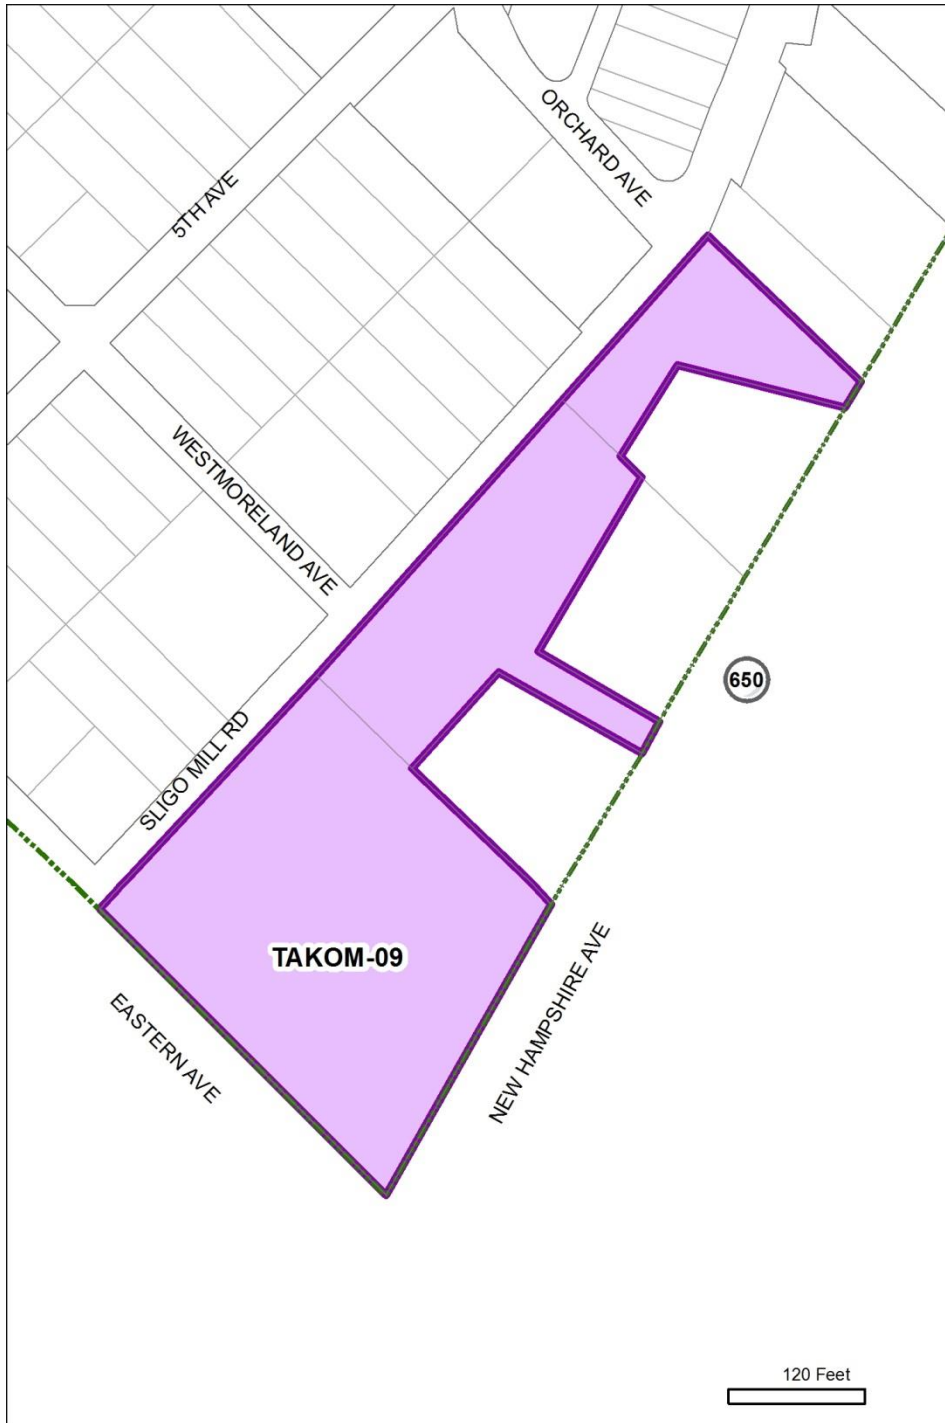 ORCHARD AVE
5TH AVE
WESTMORELAND AVE
650
SLIGO MILL RD
TAKOM-09
EASTERN AVE
NEW HAMPSHIRE AVE
120 Feet